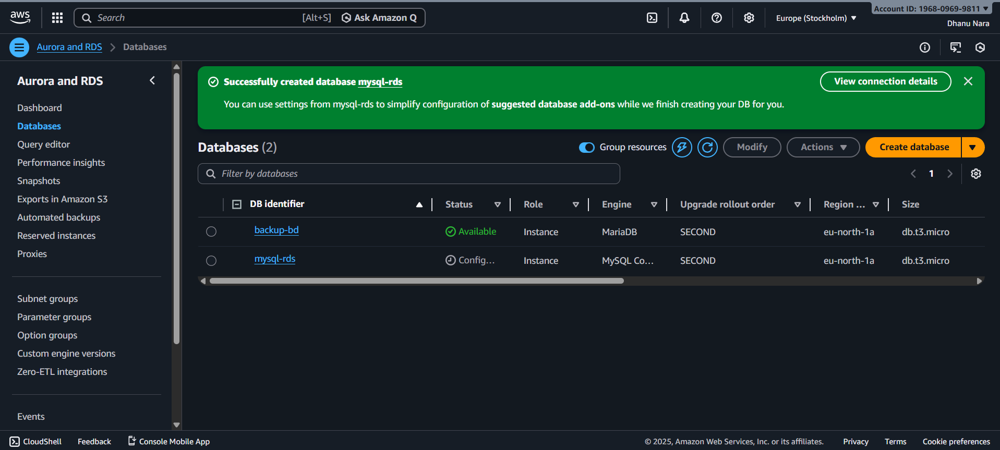 aws
Search [Alt+S] Ask Amazon Q
Europe (Stockholm)
Account ID: 1968-0969-9811
Dhanu Nara
Aurora and RDS > Databases
Aurora and RDS
Dashboard
Databases
Query editor
Performance insights
Snapshots
Exports in Amazon S3
Automated backups
Reserved instances
Proxies
Subnet groups
Parameter groups
Option groups
Custom engine versions
Zero-ETL integrations
Events
Successfully created database mysql-rds
View connection details
You can use settings from mysql-rds to simplify configuration of suggested database add-ons while we finish creating your DB for you.
Databases (2)
Group resources Modify Actions Create database
Filter by databases
1
DB identifier Status Role Engine Upgrade rollout order Region ... Size
backup-bd Available Instance MariaDB SECOND eu-north-1a db.t3.micro
mysql-rds Config... Instance MySQL Co... SECOND eu-north-1a db.t3.micro
CloudShell Feedback Console Mobile App
© 2025, Amazon Web Services, Inc. or its affiliates. Privacy Terms Cookie preferences